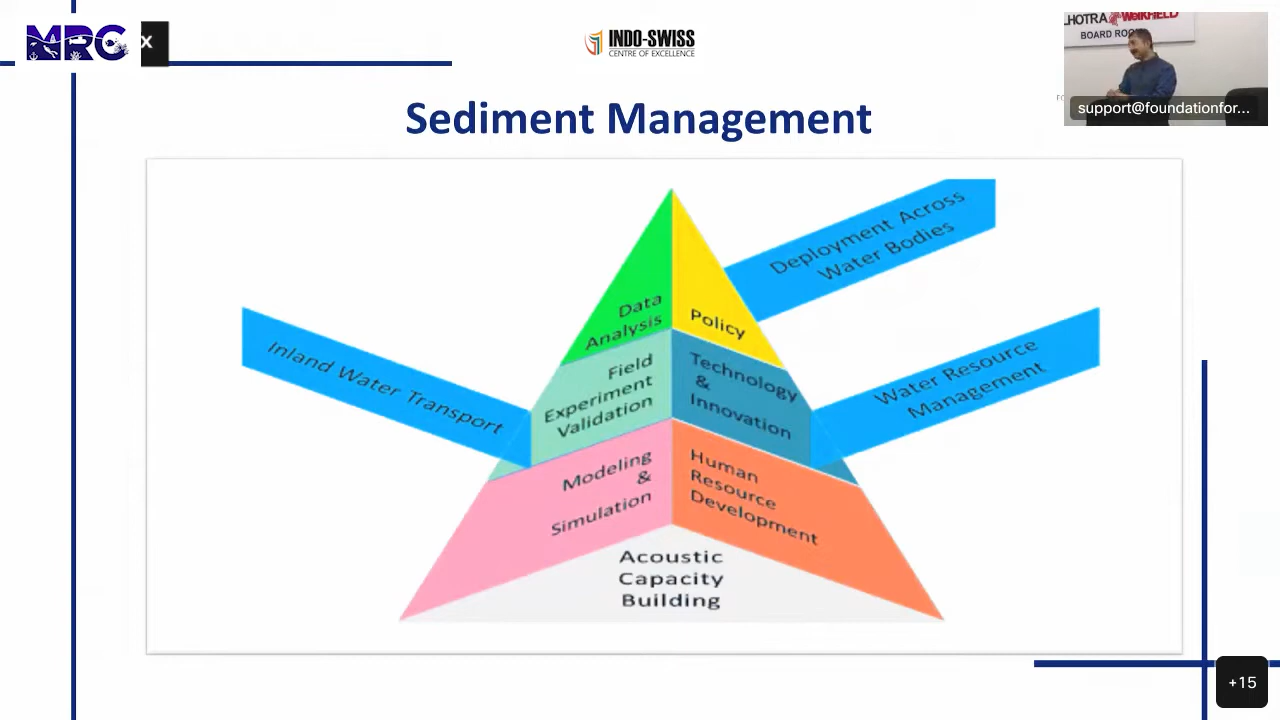 MRC
X
INDO-SWISS
CENTRE OF EXCELLENCE
LHOTRA WEIKFIELD
BOARD ROOM
support@foundationfor...
Sediment Management
Deployment Across
Water Bodies
Data
Analysis
Policy
Inland Water Transport
Field
Experiment
Validation
Technology
&
Innovation
Water Resource
Management
Modeling
&
Simulation
Human
Resource
Development
Acoustic
Capacity
Building
+15